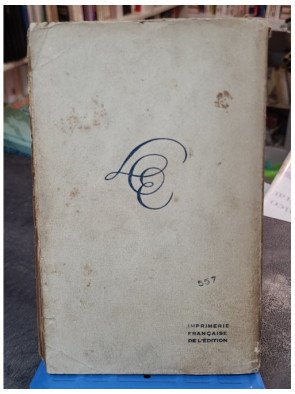 557
IMPRIMERIE
FRANÇAISE
DE L'ÉDITION